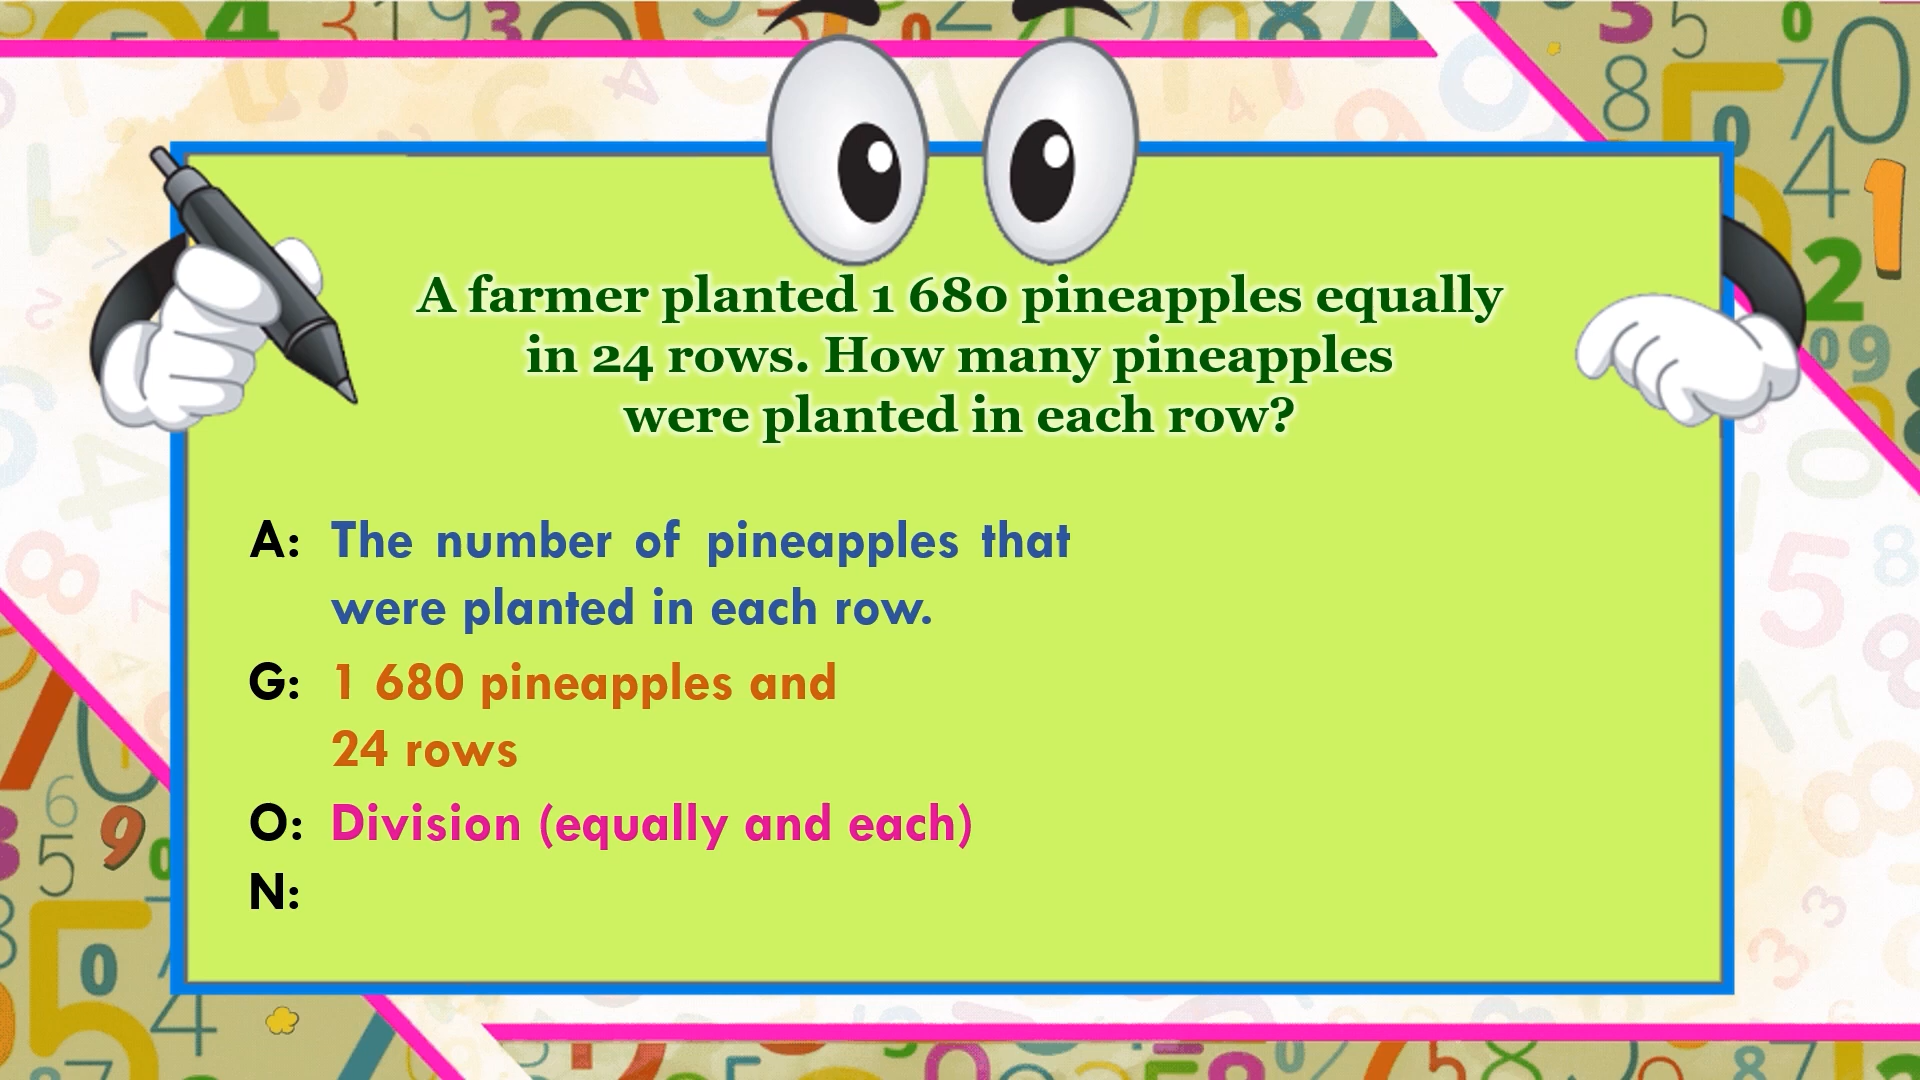 A farmer planted 1 680 pineapples equally
in 24 rows. How many pineapples
were planted in each row?
A: The number of pineapples that
were planted in each row.
G: 1 680 pineapples and
24 rows
O: Division (equally and each)
N: